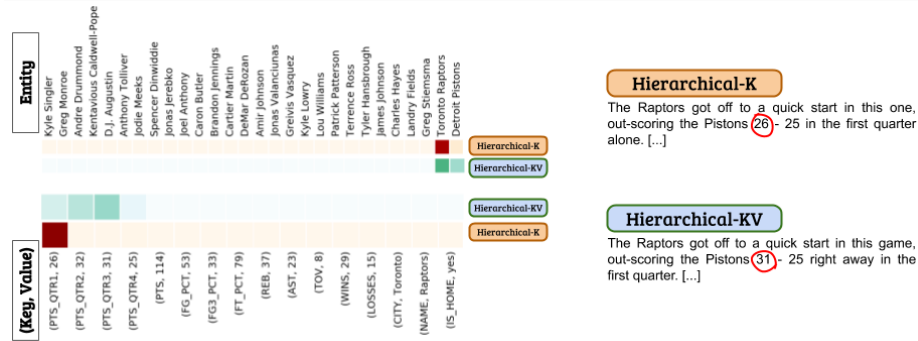 Entity
Kyle Singler
Greg Monroe
Andre Drummond
Kentavious Caldwell-Pope
D.J. Augustin
Anthony Tolliver
Jodie Meeks
Spencer Dinwiddie
Jonas Jerebko
Joel Anthony
Caron Butler
Brandon Jennings
Cartier Martin
DeMar DeRozan
Amir Johnson
Jonas Valanciunas
Greivis Vasquez
Kyle Lowry
Lou Williams
Patrick Patterson
Terrence Ross
Tyler Hansbrough
James Johnson
Charles Hayes
Landry Fields
Greg Stiemsma
Toronto Raptors
Detroit Pistons
Hierarchical-K
Hierarchical-KV
Hierarchical-KV
Hierarchical-K
(Key, Value)
(PTS_QTR1, 26)
(PTS_QTR2, 32)
(PTS_QTR3, 31)
(PTS_QTR4, 25)
(PTS, 114)
(FG_PCT, 53)
(FG3_PCT, 33)
(FT_PCT, 79)
(REB, 37)
(AST, 23)
(TOV, 8)
(WINS, 29)
(LOSSES, 15)
(CITY, Toronto)
(NAME, Raptors)
(IS_HOME, yes)
Hierarchical-K
The Raptors got off to a quick start in this one,
out-scoring the Pistons 26 - 25 in the first quarter
alone. [...]
Hierarchical-KV
The Raptors got off to a quick start in this game,
out-scoring the Pistons 31 - 25 right away in the
first quarter. [...]